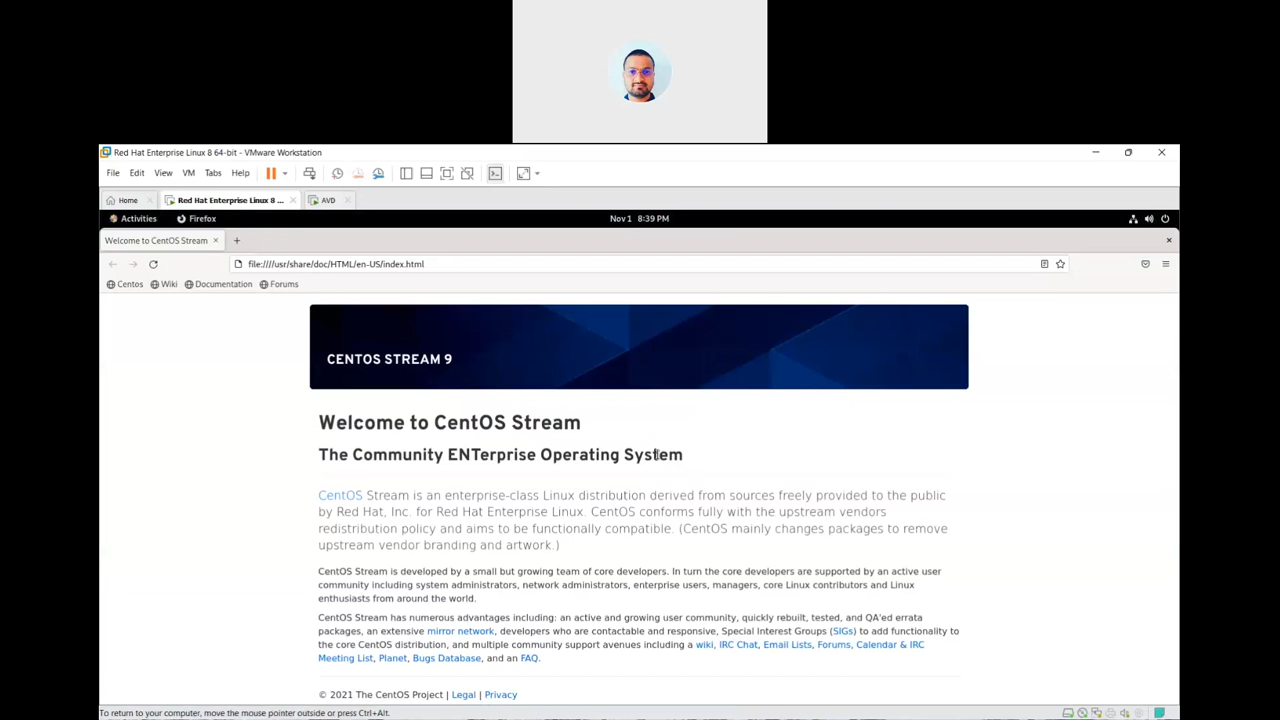 Red Hat Enterprise Linux 8 64-bit - VMware Workstation
File Edit View VM Tabs Help
Home Red Hat Enterprise Linux 8 ... AVD
Activities Firefox Nov 1 8:39 PM
Welcome to CentOS Stream
file:////usr/share/doc/HTML/en-US/index.html
Centos Wiki Documentation Forums
CENTOS STREAM 9
Welcome to CentOS Stream
The Community ENTerprise Operating System
CentOS Stream is an enterprise-class Linux distribution derived from sources freely provided to the public
by Red Hat, Inc. for Red Hat Enterprise Linux. CentOS conforms fully with the upstream vendors
redistribution policy and aims to be functionally compatible. (CentOS mainly changes packages to remove
upstream vendor branding and artwork.)
CentOS Stream is developed by a small but growing team of core developers. In turn the core developers are supported by an active user
community including system administrators, network administrators, enterprise users, managers, core Linux contributors and Linux
enthusiasts from around the world.
CentOS Stream has numerous advantages including: an active and growing user community, quickly rebuilt, tested, and QA'ed errata
packages, an extensive mirror network, developers who are contactable and responsive, Special Interest Groups (SIGs) to add functionality to
the core CentOS distribution, and multiple community support avenues including a wiki, IRC Chat, Email Lists, Forums, Calendar & IRC
Meeting List, Planet, Bugs Database, and an FAQ.
© 2021 The CentOS Project | Legal | Privacy
To return to your computer, move the mouse pointer outside or press Ctrl+Alt.